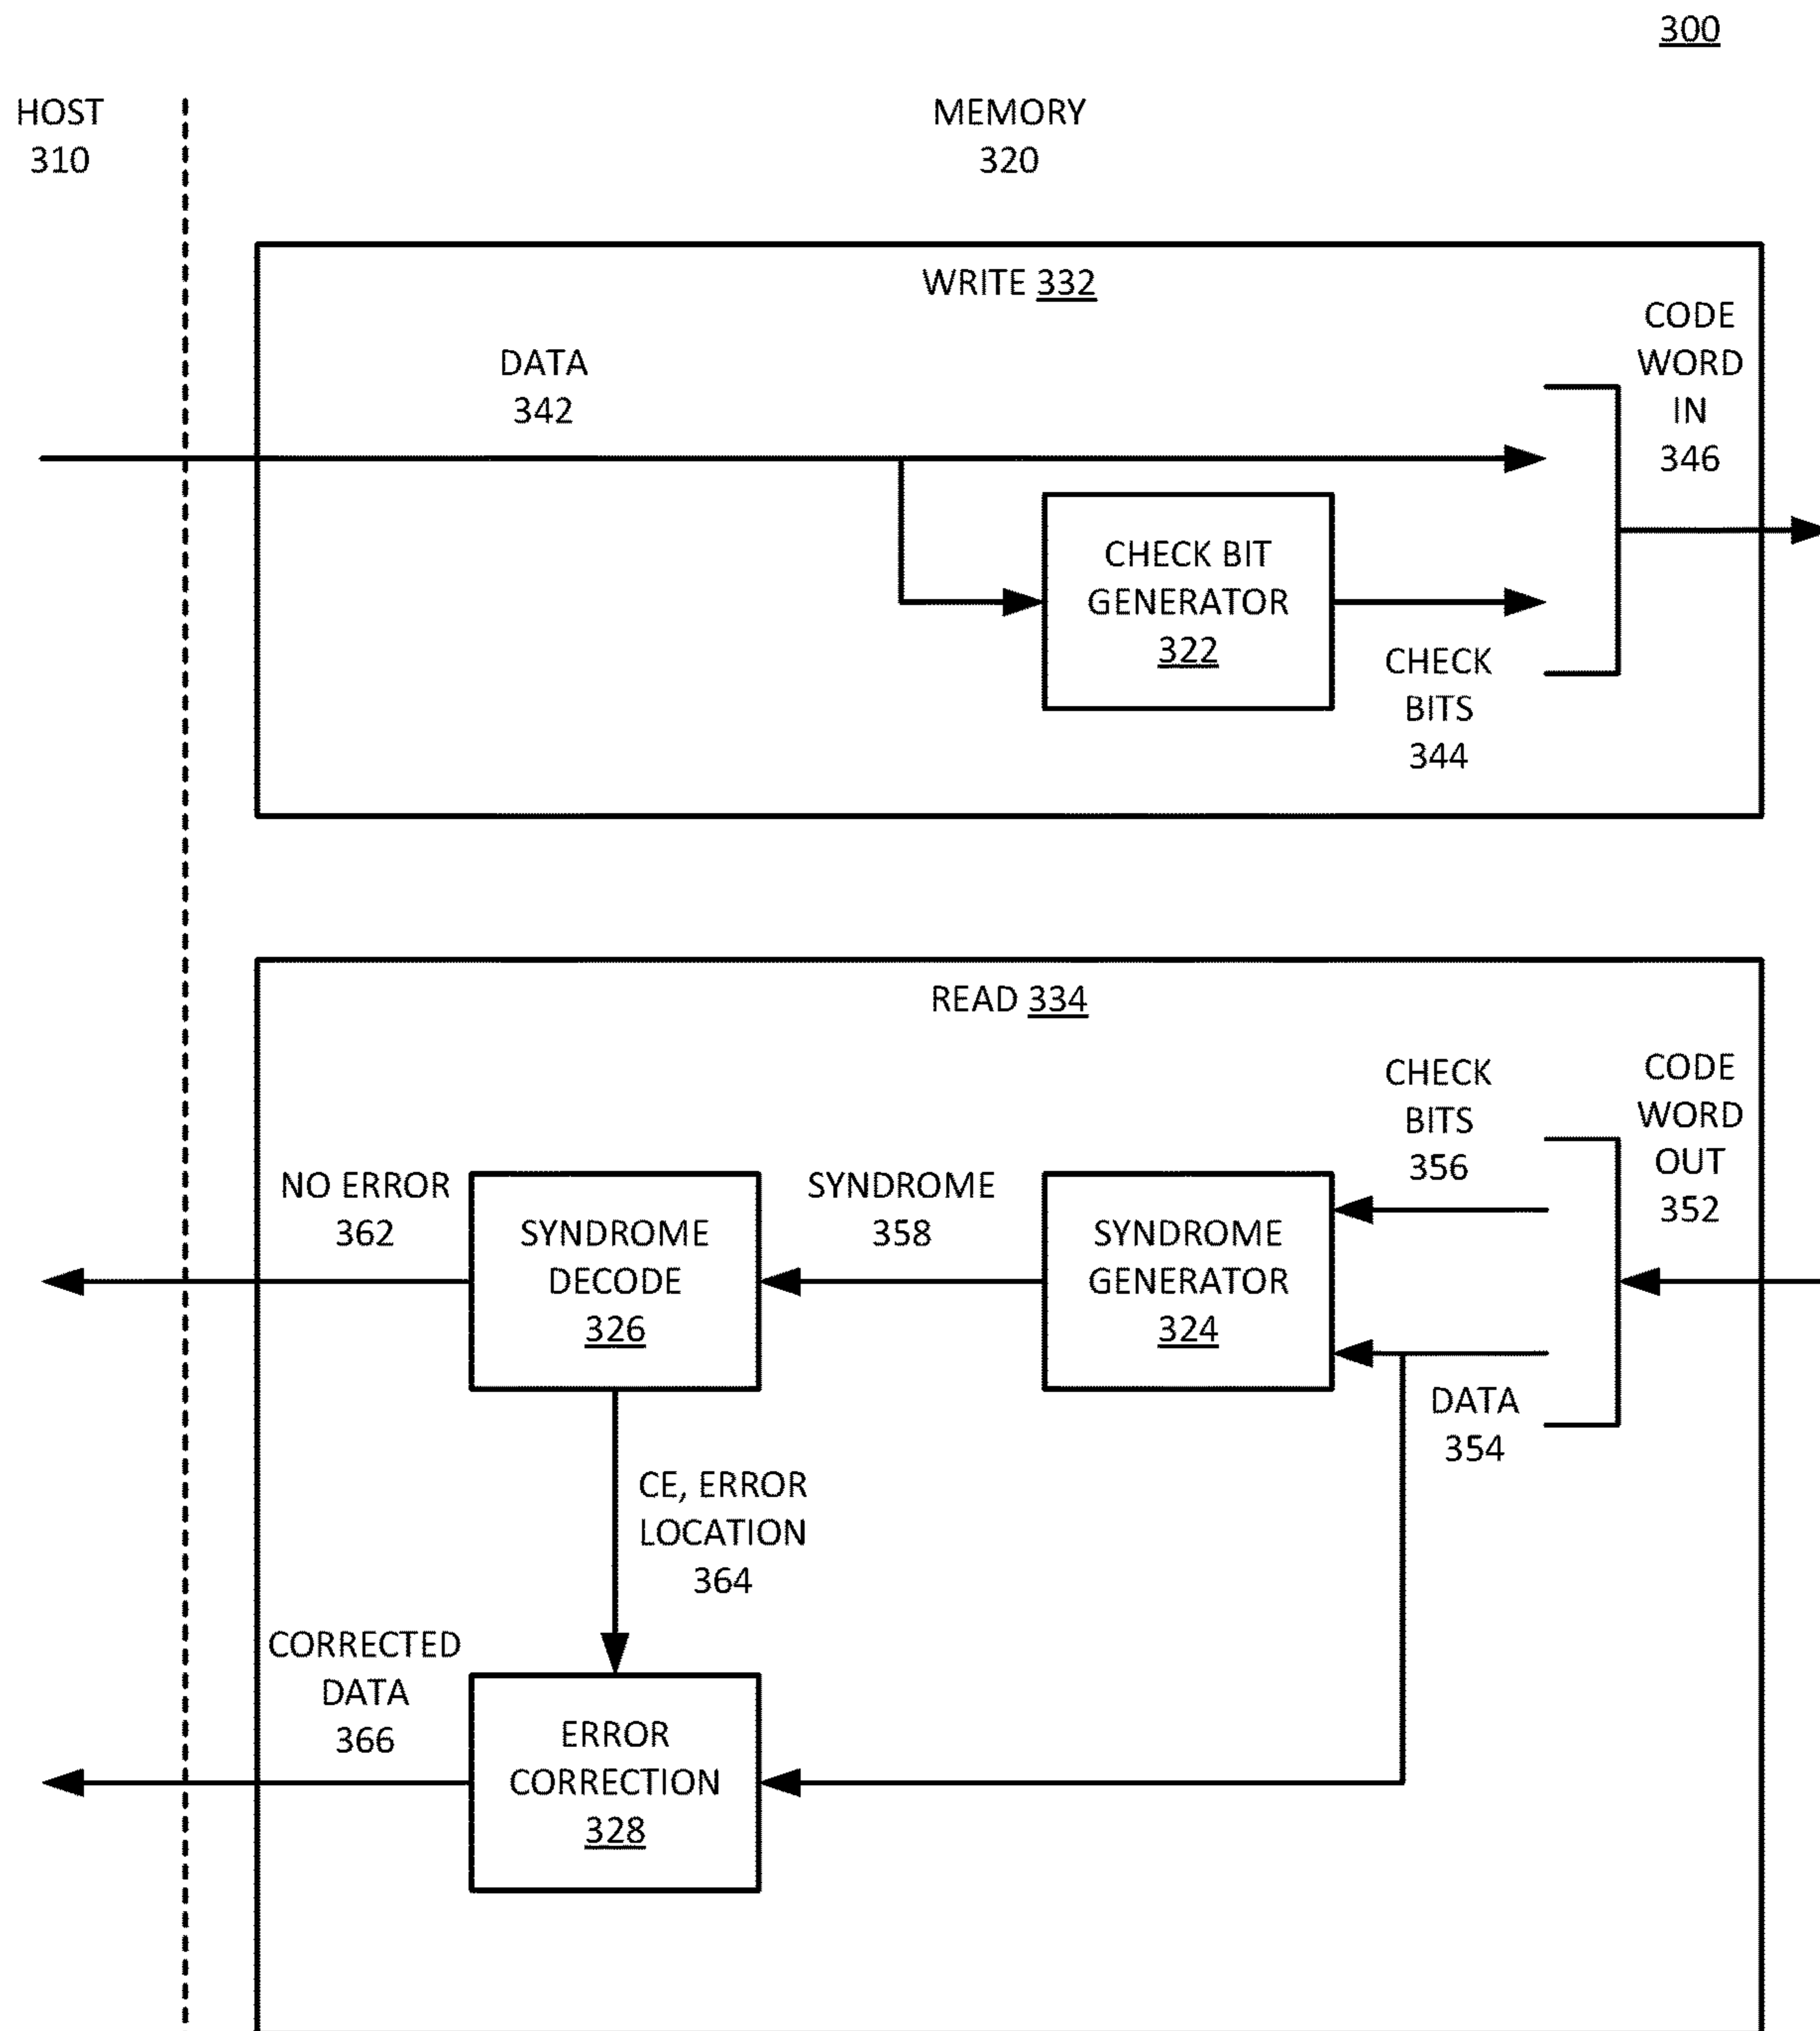 300
HOST
310
MEMORY
320
WRITE 332
DATA
342
CODE
WORD
IN
346
CHECK BIT
GENERATOR
322
CHECK
BITS
344
READ 334
CHECK
BITS
356
CODE
WORD
OUT
352
NO ERROR
362
SYNDROME
DECODE
326
SYNDROME
358
SYNDROME
GENERATOR
324
DATA
354
CE, ERROR
LOCATION
364
CORRECTED
DATA
366
ERROR
CORRECTION
328